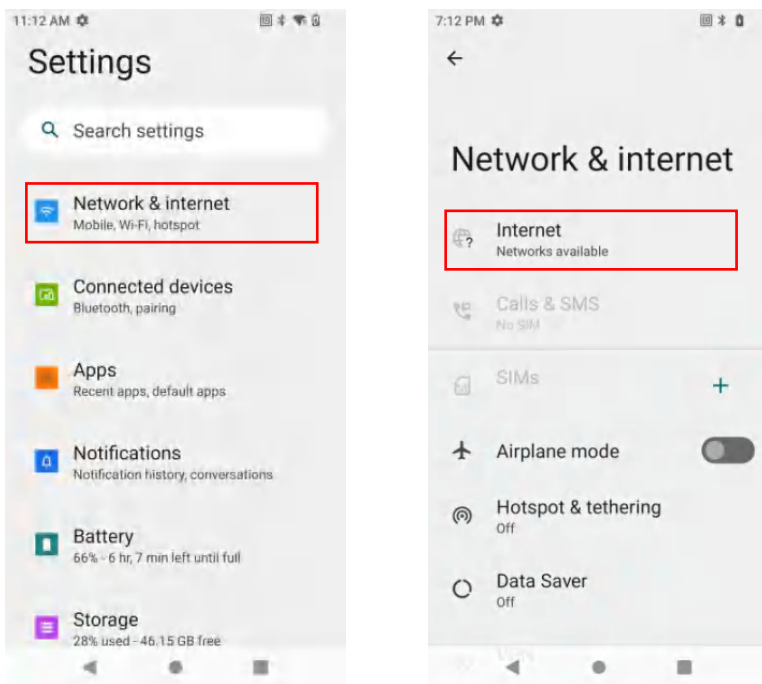 11:12 AM
Settings
Search settings
Network & internet
Mobile, Wi-Fi, hotspot
Connected devices
Bluetooth, pairing
Apps
Recent apps, default apps
Notifications
Notification history, conversations
Battery
66% - 6 hr, 7 min left until full
Storage
28% used - 46.15 GB free
7:12 PM
Network & internet
Internet
Networks available
Calls & SMS
No SIM
SIMs
Airplane mode
Hotspot & tethering
Off
Data Saver
Off